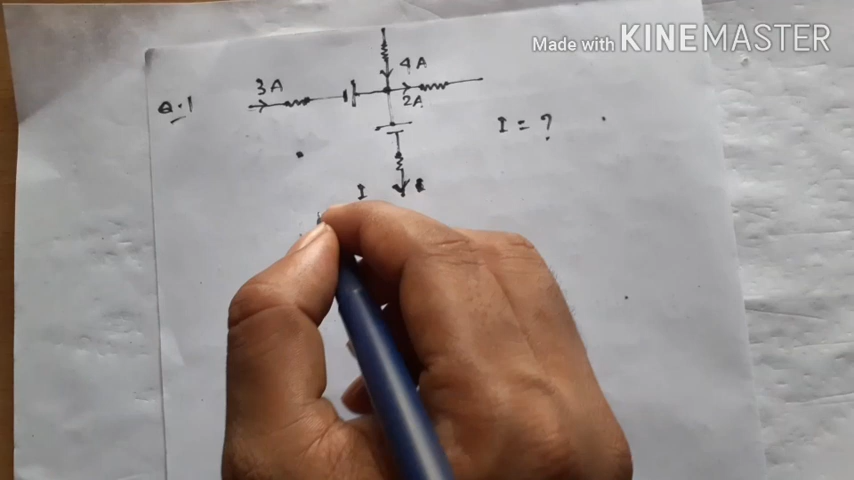 Made with KINEMASTER
4A
3A
Q.1
2A
I = ?
I